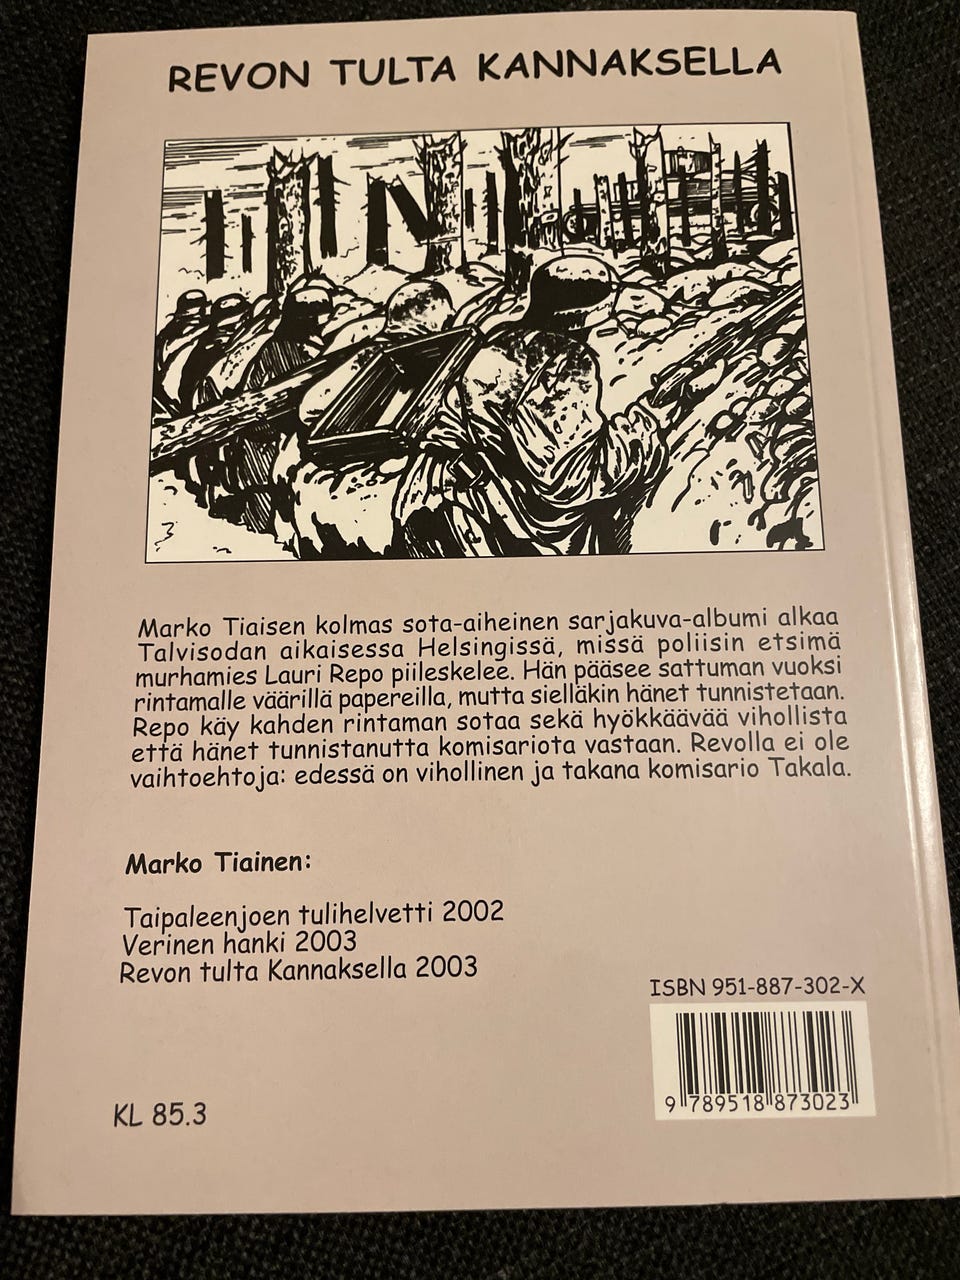 REVON TULTA KANNAKSELLA
Marko Tiaisen kolmas sota-aiheinen sarjakuva-albumi alkaa
Talvisodan aikaisessa Helsingissä, missä poliisin etsimä
murhamies Lauri Repo piileskelee. Hän pääsee sattuman vuoksi
rintamalle väärillä papereilla, mutta sielläkin hänet tunnistetaan.
Repo käy kahden rintaman sotaa sekä hyökkäävää vihollista
että hänet tunnistanutta komisariota vastaan. Revolla ei ole
vaihtoehtoja: edessä on vihollinen ja takana komisario Takala.
Marko Tiainen:
Taipaleenjoen tulihelvetti 2002
Verinen hanki 2003
Revon tulta Kannaksella 2003
ISBN 951-887-302-X
9 789518 873023
KL 85.3